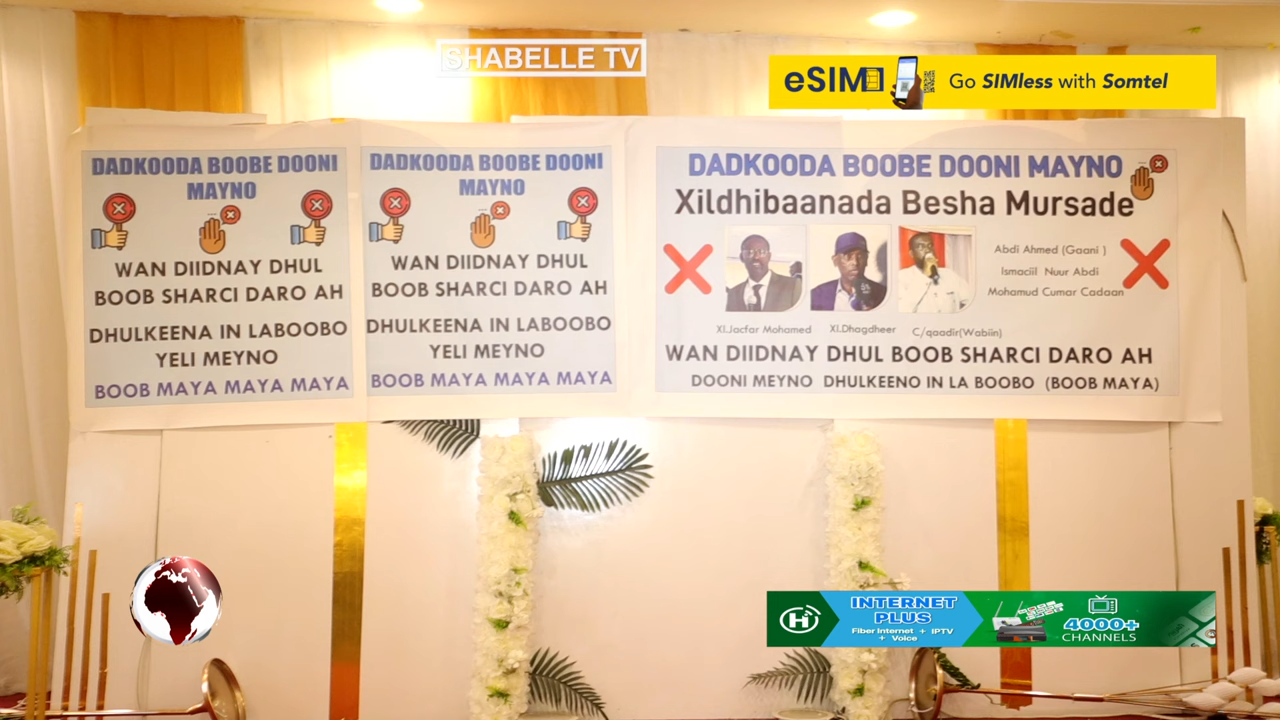 SHABELLE TV
eSIM
Go SIMless with Somtel
DADKOODA BOOBE DOONI
MAYNO
WAN DIIDNAY DHUL
BOOB SHARCI DARO AH
DHULKEENA IN LABOOBO
YELI MEYNO
BOOB MAYA MAYA MAYA
DADKOODA BOOBE DOONI
MAYNO
WAN DIIDNAY DHUL
BOOB SHARCI DARO AH
DHULKEENA IN LABOOBO
YELI MEYNO
BOOB MAYA MAYA MAYA
DADKOODA BOOBE DOONI MAYNO
Xildhibaanada Besha Mursade
Abdi Ahmed (Gaani )
Ismaciil Nuur Abdi
Mohamud Cumar Cadaan
Xl.Jacfar Mohamed Xl.Dhagdheer C/qaadir(Wabiin)
WAN DIIDNAY DHUL BOOB SHARCI DARO AH
DOONI MEYNO DHULKEENO IN LA BOOBO (BOOB MAYA)
H
INTERNET
PLUS
Fiber Internet + IPTV
+ Voice
4000+
CHANNELS